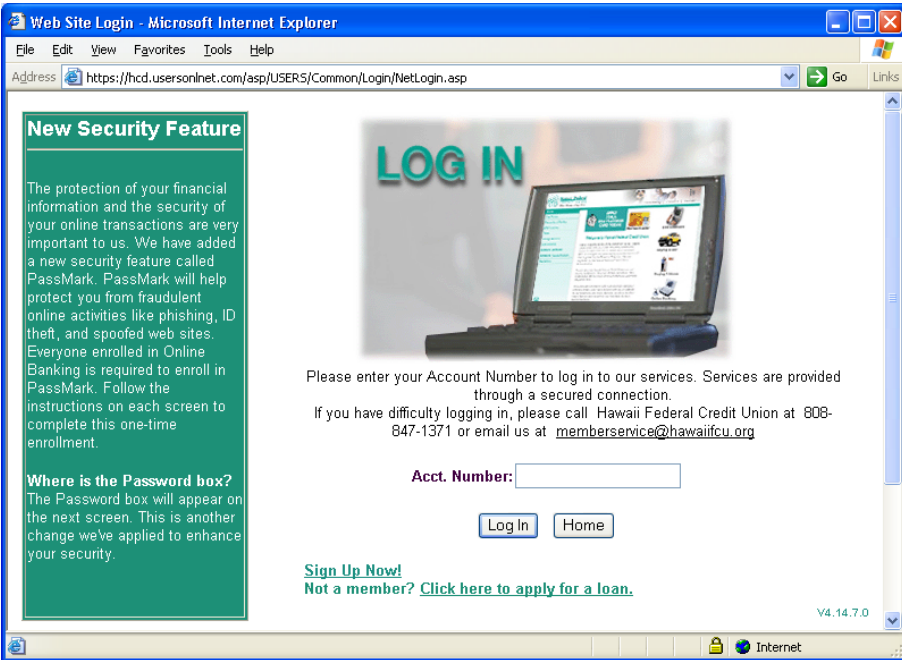 Web Site Login - Microsoft Internet Explorer
File Edit View Favorites Tools Help
Address https://hcd.usersonlnet.com/asp/USERS/Common/Login/NetLogin.asp Go Links
New Security Feature
The protection of your financial
information and the security of
your online transactions are very
important to us. We have added
a new security feature called
PassMark. PassMark will help
protect you from fraudulent
online activities like phishing, ID
theft, and spoofed web sites.
Everyone enrolled in Online
Banking is required to enroll in
PassMark. Follow the
instructions on each screen to
complete this one-time
enrollment.
Where is the Password box?
The Password box will appear on
the next screen. This is another
change we've applied to enhance
your security.
LOG IN
Please enter your Account Number to log in to our services. Services are provided
through a secured connection.
If you have difficulty logging in, please call Hawaii Federal Credit Union at 808-
847-1371 or email us at memberservice@hawaiifcu.org
Acct. Number:
Log In Home
Sign Up Now!
Not a member? Click here to apply for a loan.
V4.14.7.0
Internet